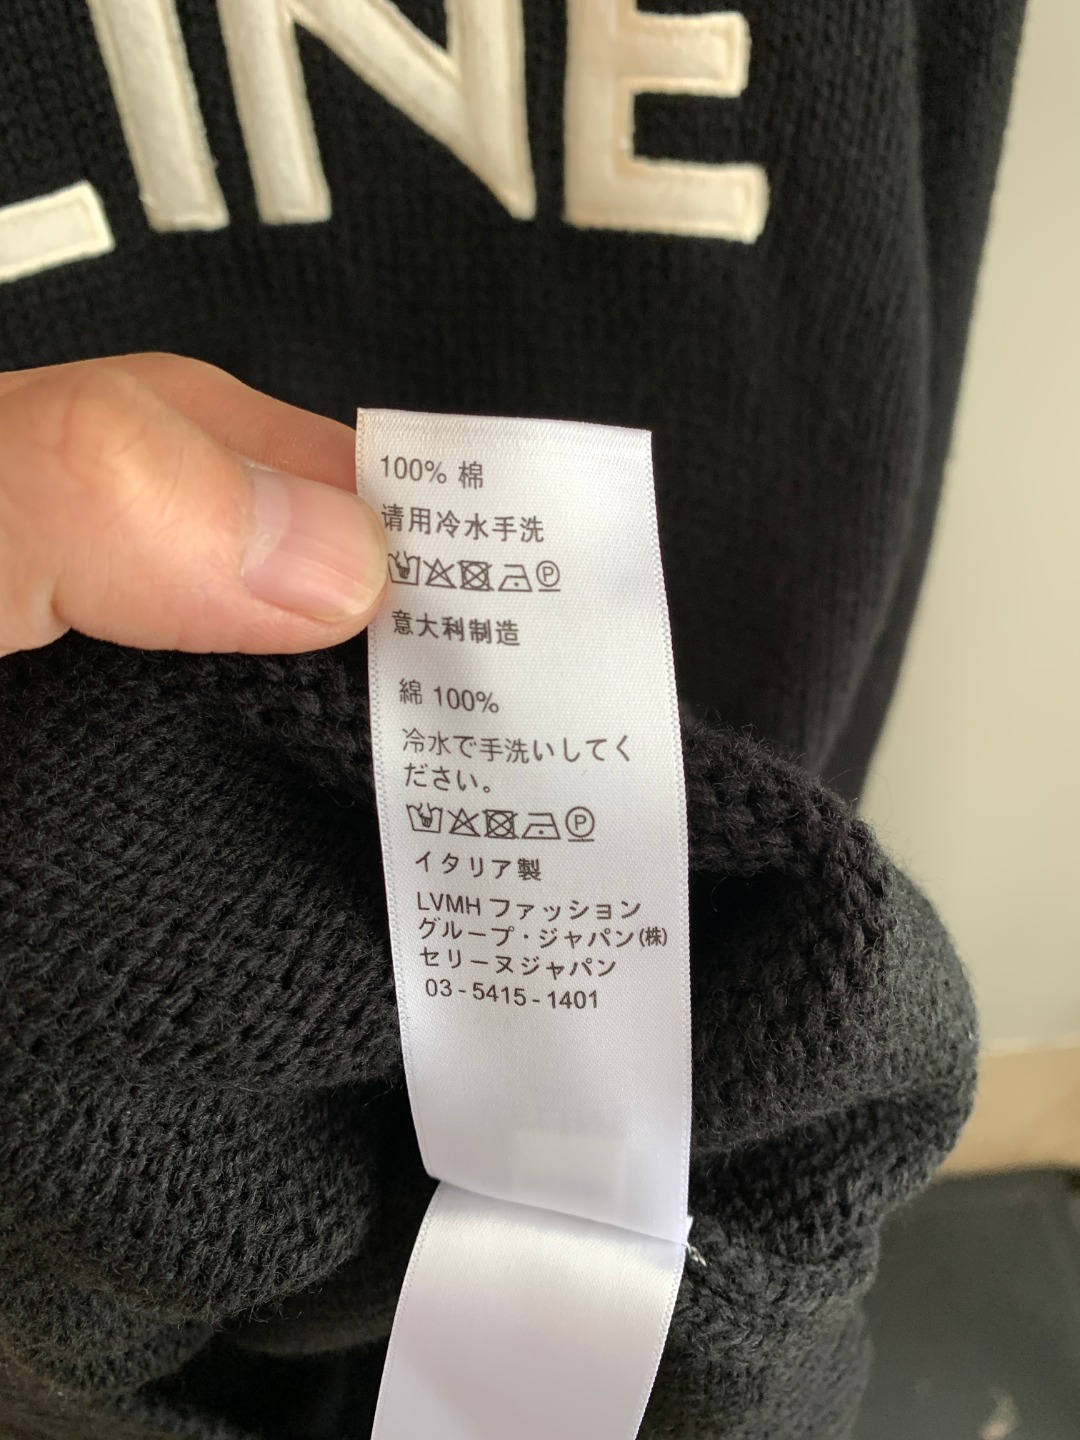 LINE
100% 棉
请用冷水手洗
P
意大利制造
綿 100%
冷水で手洗いしてく
ださい。
P
イタリア製
LVMH ファッション
グループ・ジャパン(株)
セリーヌジャパン
03-5415-1401